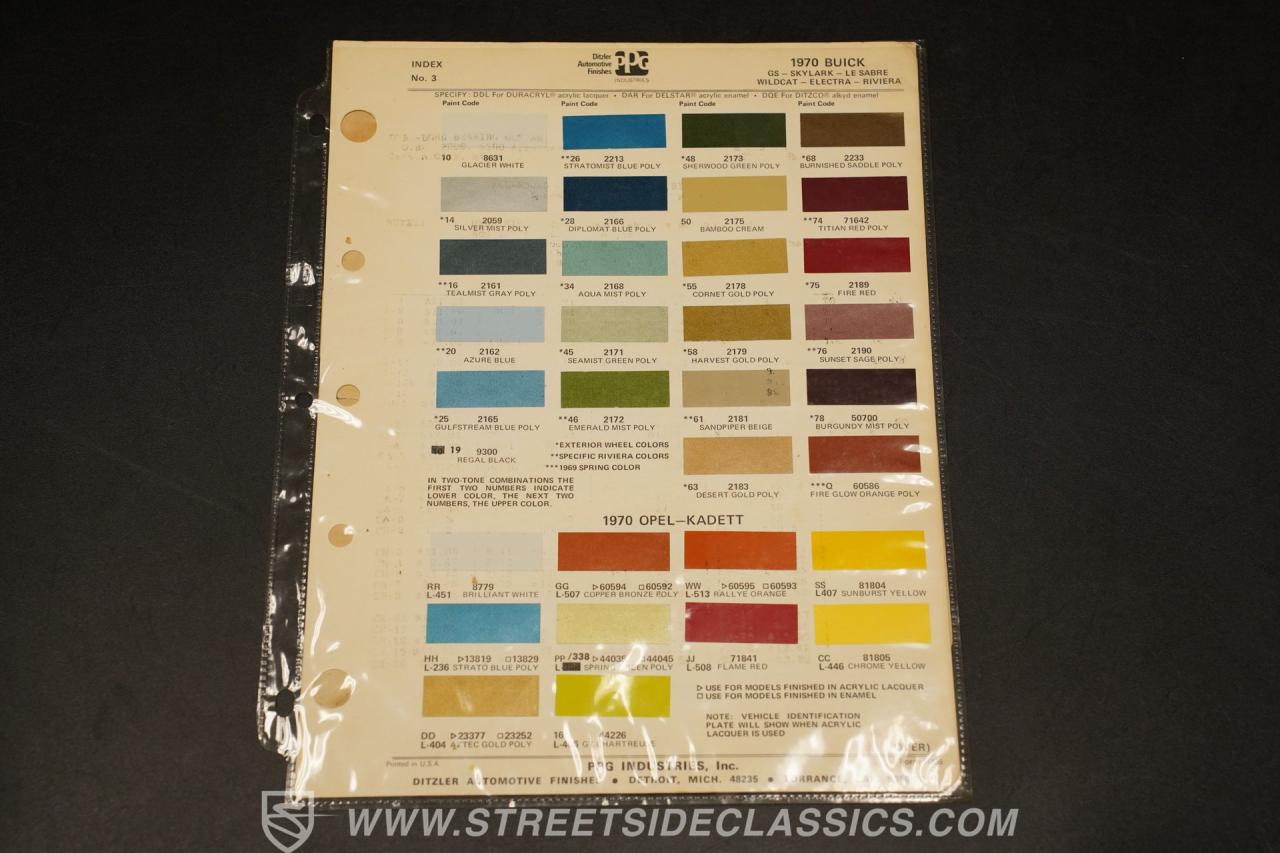 INDEX
No. 3
Ditzler
Automotive
Finishes
PPG
INDUSTRIES
1970 BUICK
GS – SKYLARK – LE SABRE
WILDCAT – ELECTRA – RIVIERA
SPECIFY: DDL For DURACRYL® acrylic lacquer • DAR For DELSTAR® acrylic enamel • DQE For DITZCO® alkyd enamel
Paint Code Paint Code Paint Code Paint Code
10 8631 **26 2213 *48 2173 *68 2233
GLACIER WHITE STRATOMIST BLUE POLY SHERWOOD GREEN POLY BURNISHED SADDLE POLY
*14 2059 *28 2166 50 2175 **74 71642
SILVER MIST POLY DIPLOMAT BLUE POLY BAMBOO CREAM TITIAN RED POLY
**16 2161 *34 2168 *55 2178 *75 2189
TEALMIST GRAY POLY AQUA MIST POLY CORNET GOLD POLY FIRE RED
**20 2162 *45 2171 *58 2179 **76 2190
AZURE BLUE SEAMIST GREEN POLY HARVEST GOLD POLY SUNSET SAGE POLY
*25 2165 **46 2172 **61 2181 *78 50700
GULFSTREAM BLUE POLY EMERALD MIST POLY SANDPIPER BEIGE BURGUNDY MIST POLY
19 9300
REGAL BLACK
*EXTERIOR WHEEL COLORS
**SPECIFIC RIVIERA COLORS
***1969 SPRING COLOR
IN TWO-TONE COMBINATIONS THE
FIRST TWO NUMBERS INDICATE
LOWER COLOR, THE NEXT TWO
NUMBERS, THE UPPER COLOR.
*63 2183 ***Q 60586
DESERT GOLD POLY FIRE GLOW ORANGE POLY
1970 OPEL–KADETT
RR 8779 GG ▷60594 □60592 WW ▷60595 □60593 SS 81804
L-451 BRILLIANT WHITE L-507 COPPER BRONZE POLY L-513 RALLYE ORANGE L407 SUNBURST YELLOW
HH ▷13819 □13829 PP /338 □44045 JJ 71841 CC 81805
L-236 STRATO BLUE POLY SPRING GREEN POLY L-508 FLAME RED L-446 CHROME YELLOW
▷ USE FOR MODELS FINISHED IN ACRYLIC LACQUER
□ USE FOR MODELS FINISHED IN ENAMEL
NOTE: VEHICLE IDENTIFICATION
PLATE WILL SHOW WHEN ACRYLIC
LACQUER IS USED
DD ▷23377 □23252 44226
L-404 AZTEC GOLD POLY CHARTREUSE
(OVER)
Printed in U.S.A.
PPG INDUSTRIES, Inc.
DITZLER AUTOMOTIVE FINISHES • DETROIT, MICH. 48235 • TORRANCE,
WWW.STREETSIDECLASSICS.COM